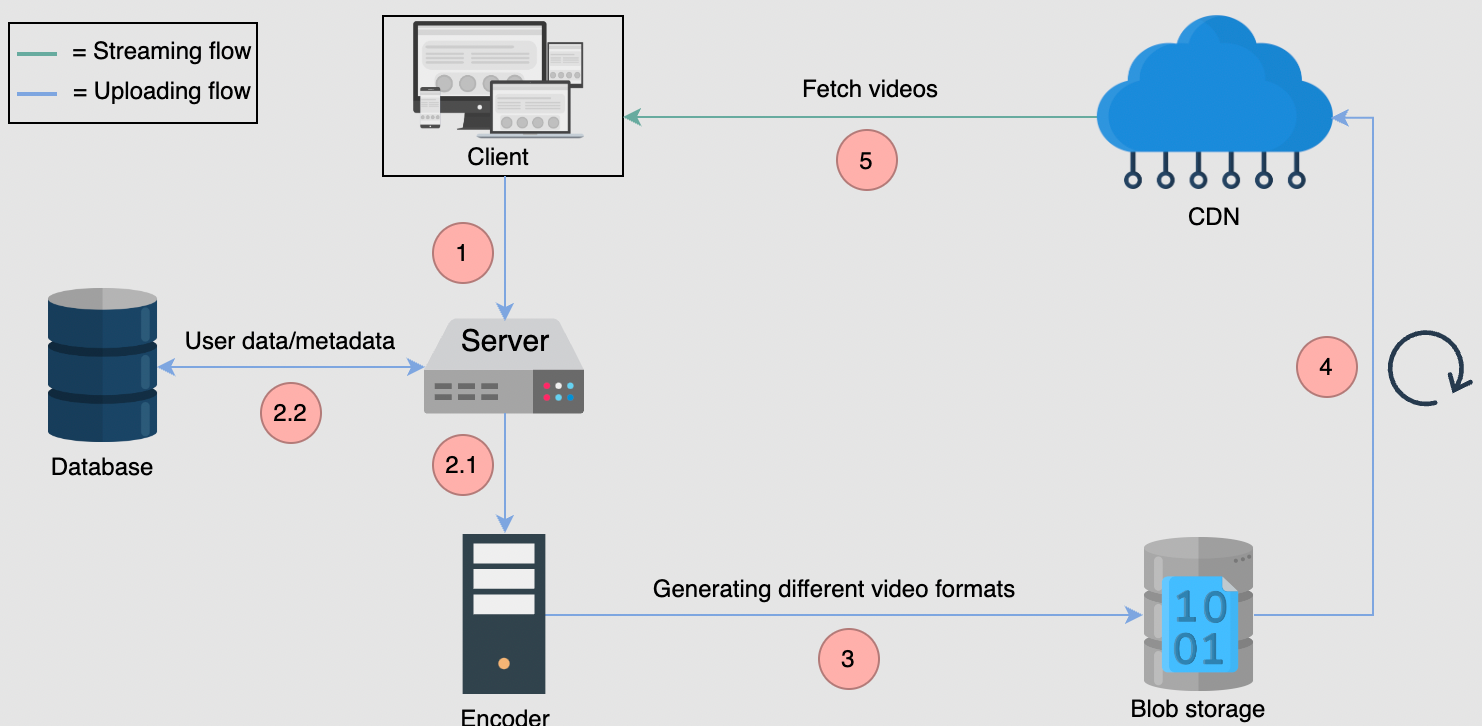 = Streaming flow
= Uploading flow
Client
Fetch videos
5
CDN
1
Server
User data/metadata
2.2
Database
2.1
4
Encoder
Generating different video formats
3
10
01
Blob storage